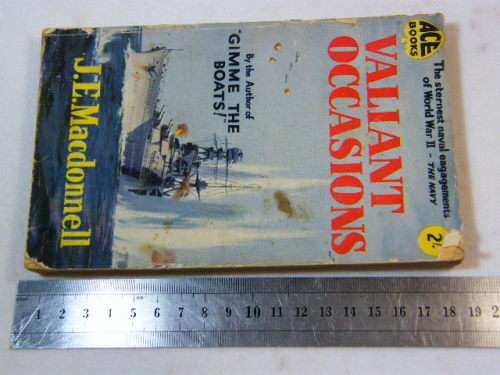 ACE
BOOKS
The sternest naval engagements
of World War II - THE NAVY
2/-
VALIANT
OCCASIONS
By the Author of
"GIMME THE
BOATS!"
J.E.Macdonnell
1 2 3 4 5 6 7 8 9 10 11 12 13 14 15 16 17 18 19